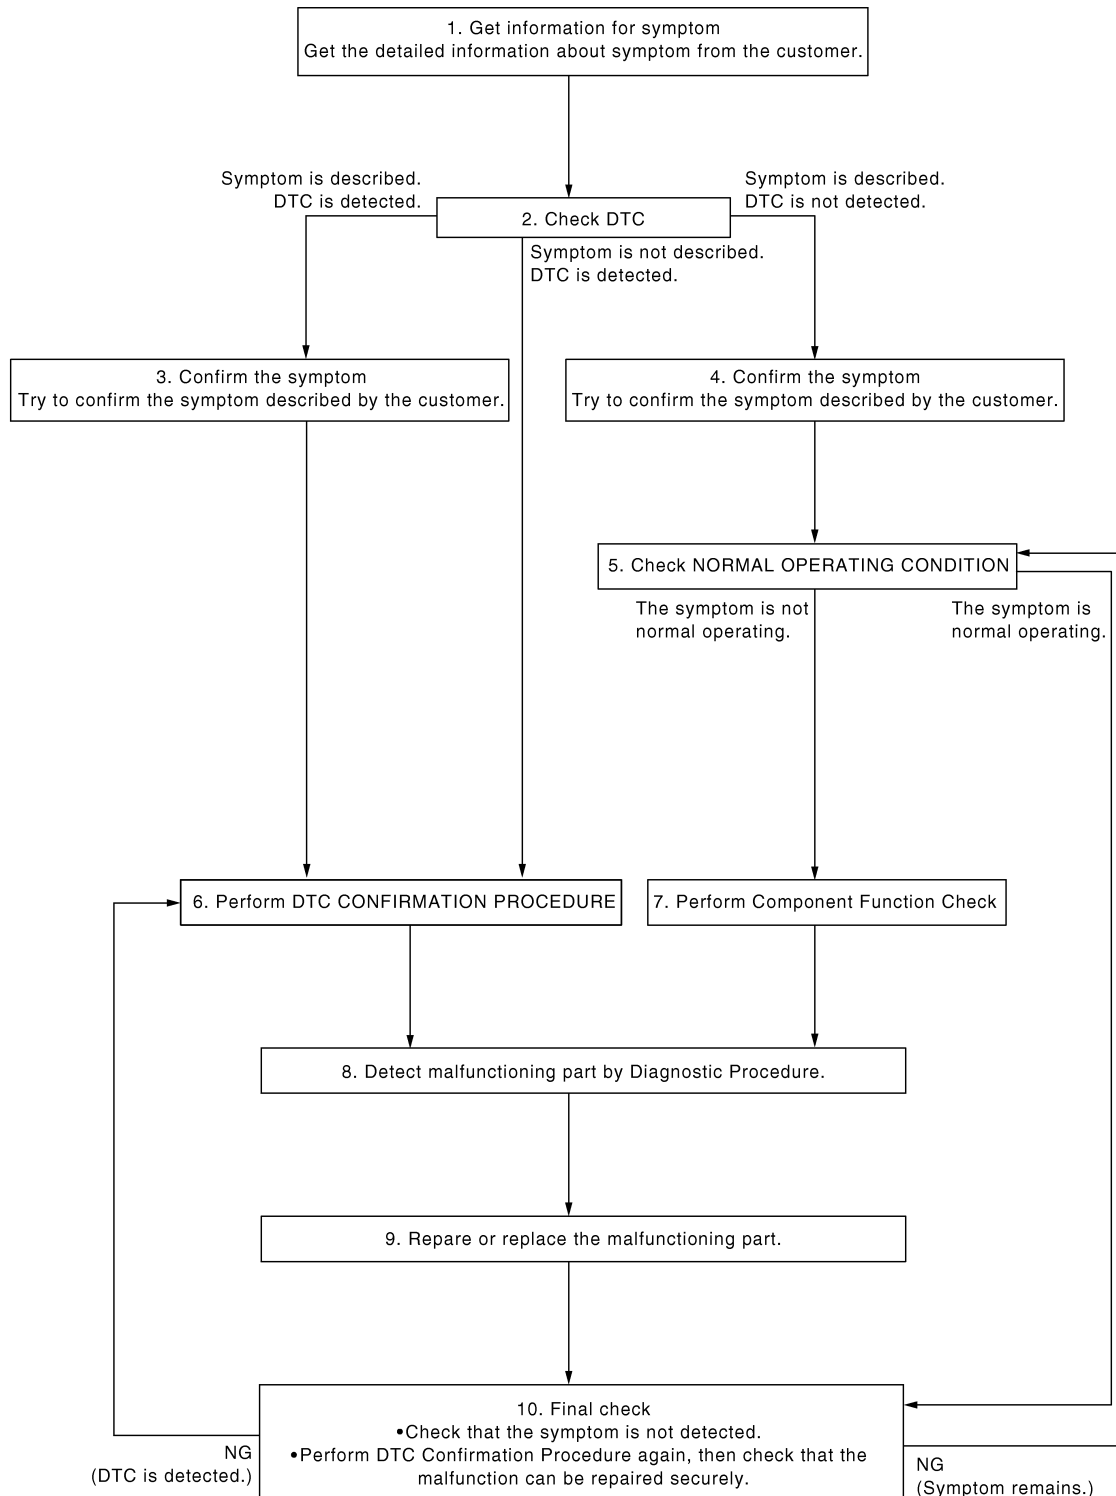 1. Get information for symptom
Get the detailed information about symptom from the customer.
Symptom is described.
DTC is detected.
Symptom is described.
DTC is not detected.
2. Check DTC
Symptom is not described.
DTC is detected.
3. Confirm the symptom
Try to confirm the symptom described by the customer.
4. Confirm the symptom
Try to confirm the symptom described by the customer.
5. Check NORMAL OPERATING CONDITION
The symptom is not
normal operating.
The symptom is
normal operating.
6. Perform DTC CONFIRMATION PROCEDURE
7. Perform Component Function Check
8. Detect malfunctioning part by Diagnostic Procedure.
9. Repare or replace the malfunctioning part.
10. Final check
•Check that the symptom is not detected.
•Perform DTC Confirmation Procedure again, then check that the
malfunction can be repaired securely.
NG
(DTC is detected.)
NG
(Symptom remains.)